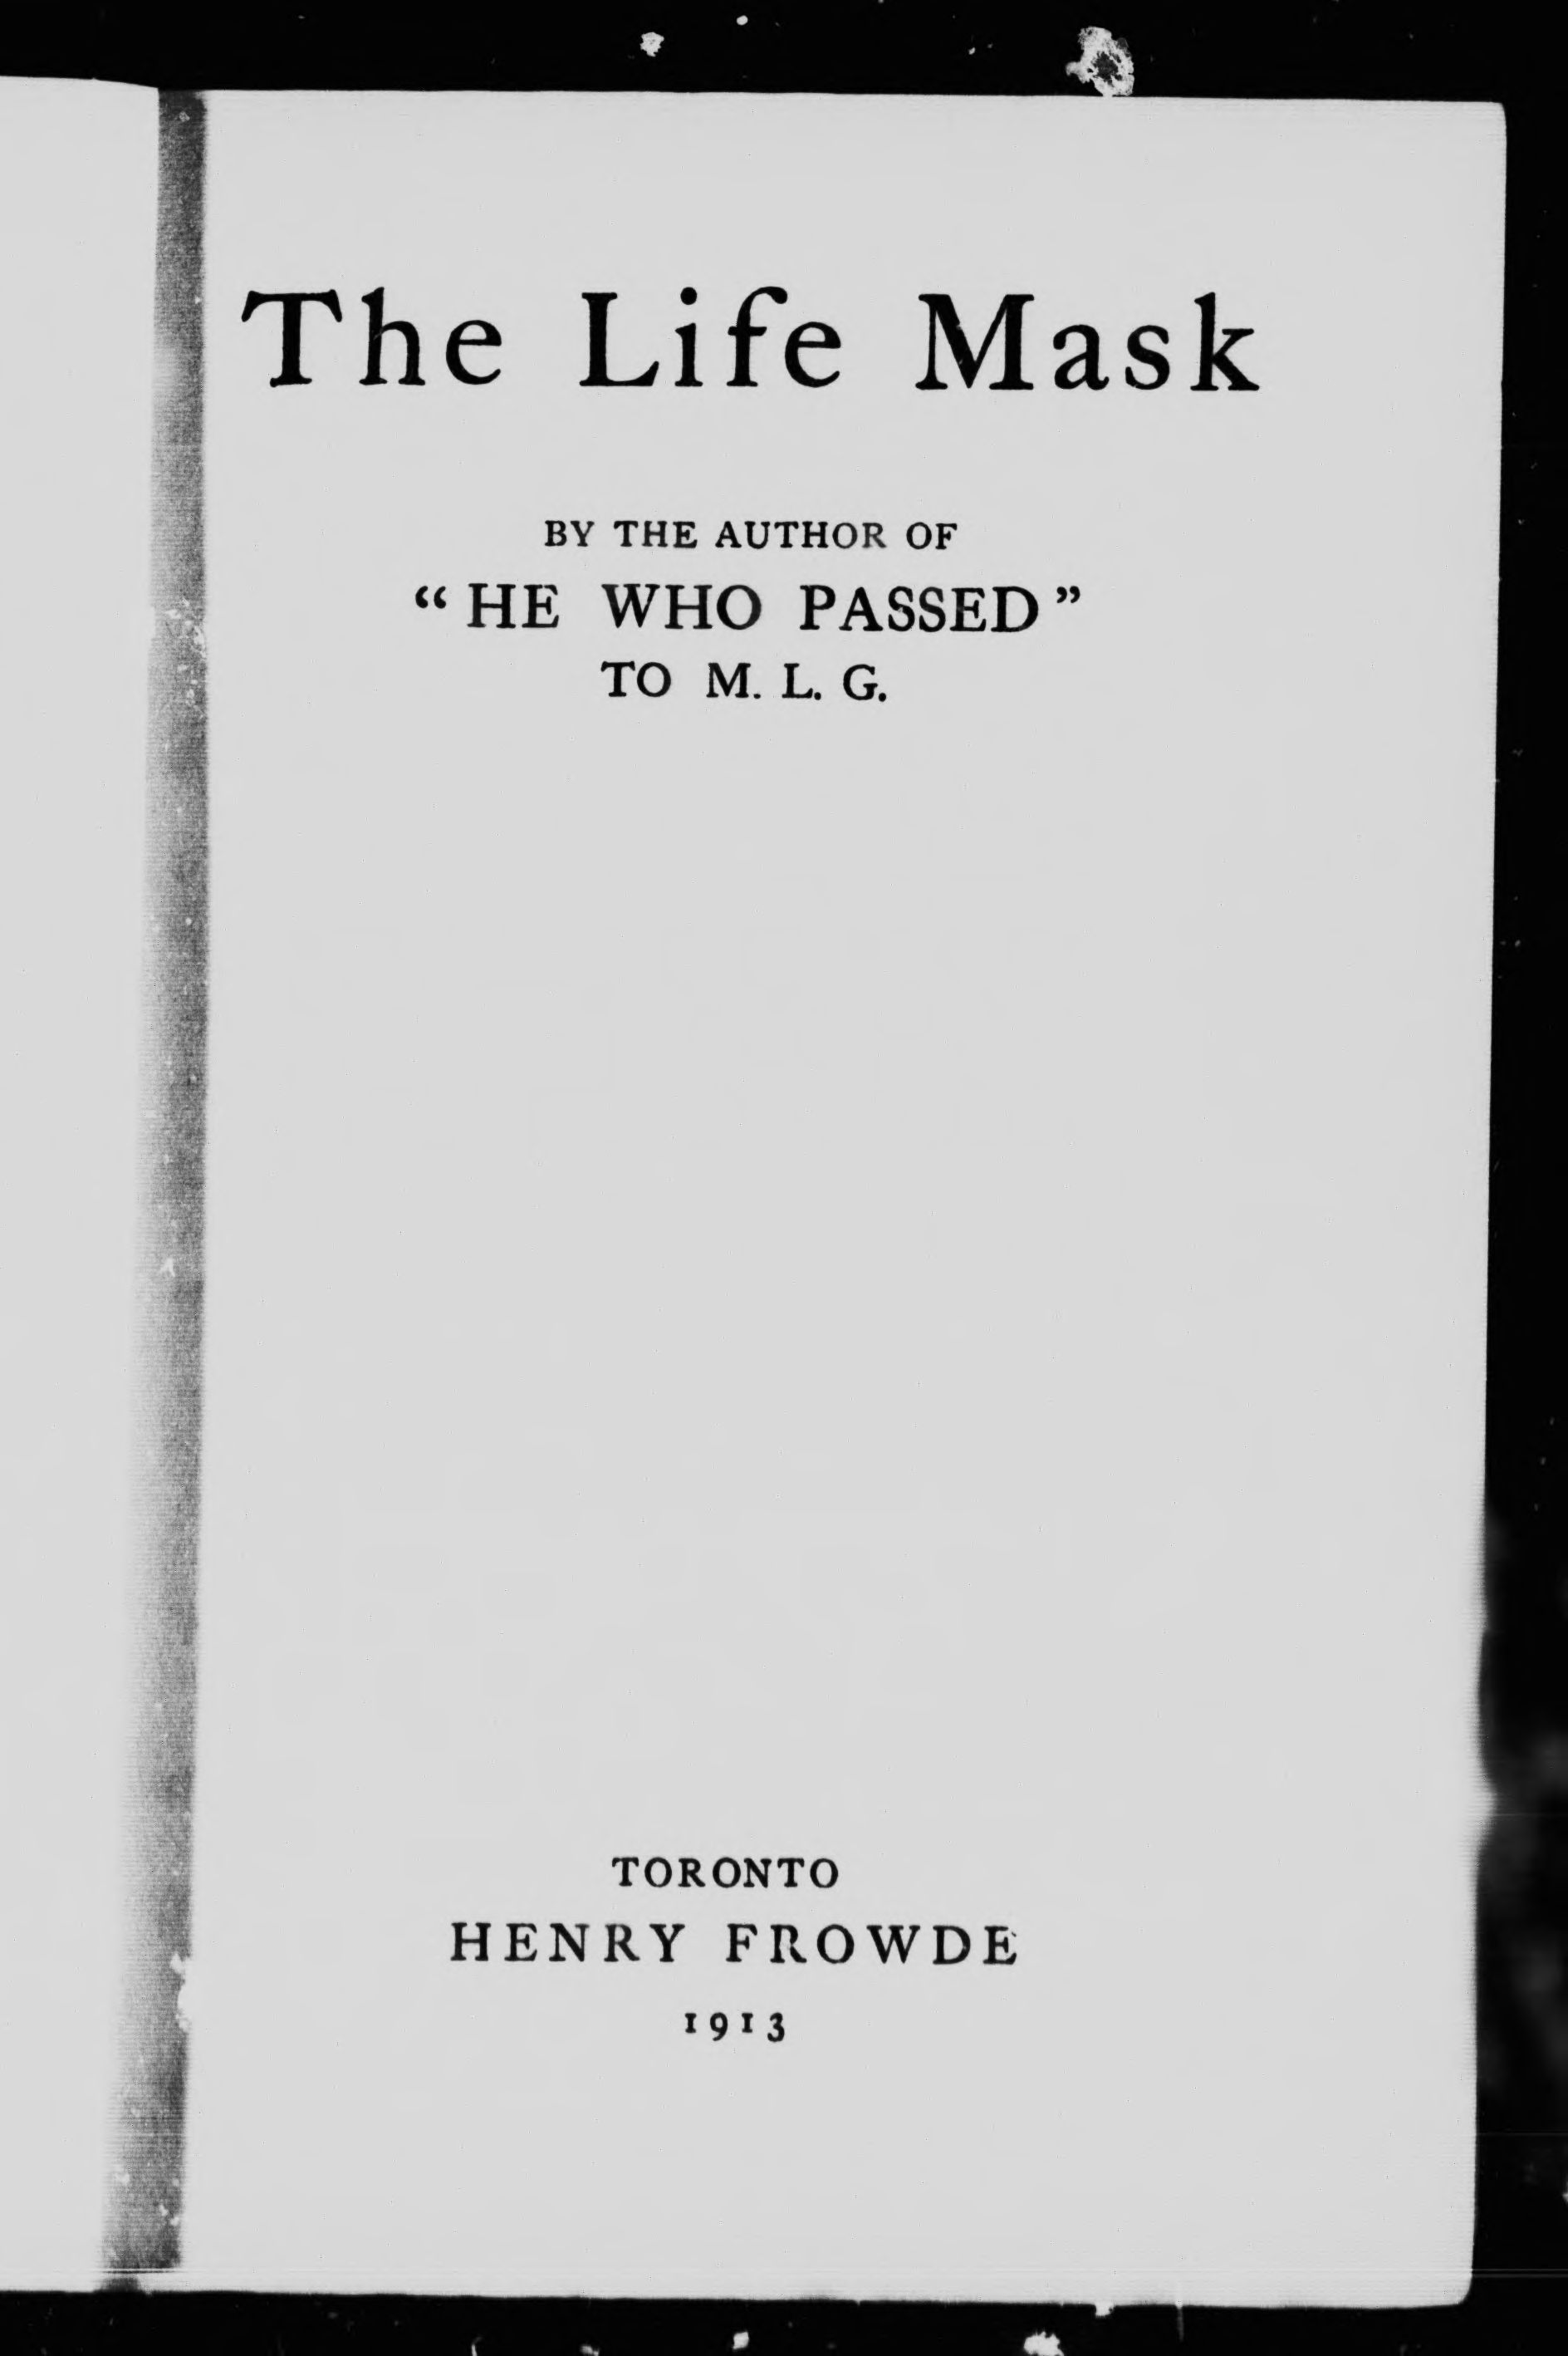 The Life Mask
BY THE AUTHOR OF
“HE WHO PASSED”
TO M. L. G.
TORONTO
HENRY FROWDE
1913